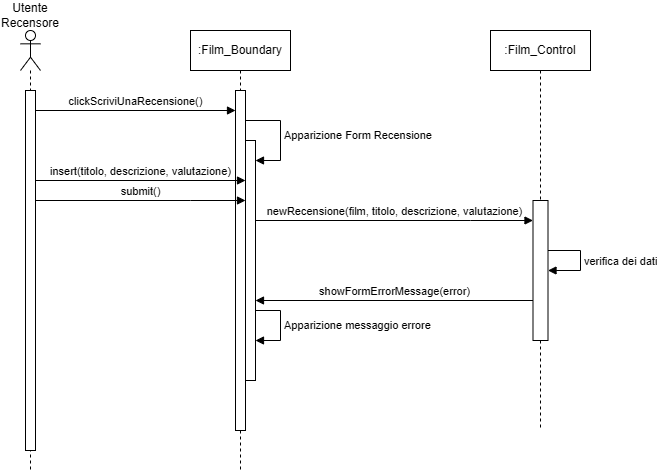 Utente
Recensore
:Film_Boundary
:Film_Control
clickScriviUnaRecensione()
Apparizione Form Recensione
insert(titolo, descrizione, valutazione)
submit()
newRecensione(film, titolo, descrizione, valutazione)
verifica dei dati
showFormErrorMessage(error)
Apparizione messaggio errore